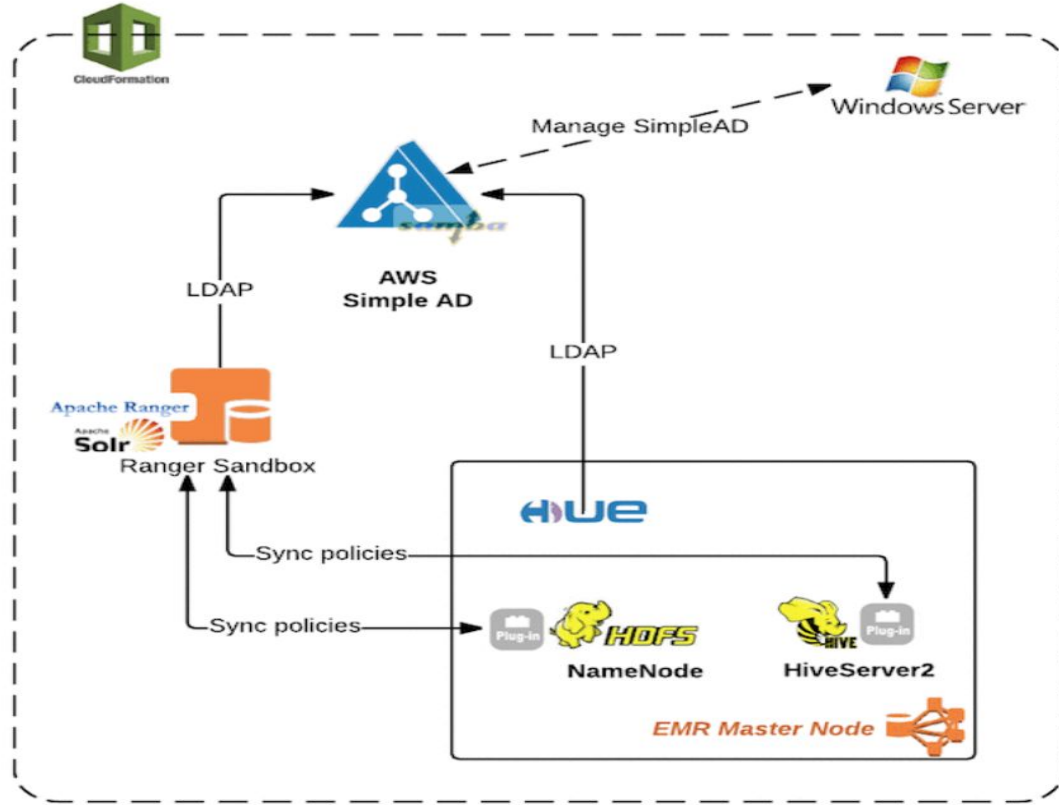 CloudFormation
Windows Server
Manage SimpleAD
samba
AWS
Simple AD
LDAP
LDAP
Apache Ranger
Apache
Solr
Ranger Sandbox
HUE
Sync policies
Sync policies
Plug-in
HDFS
NameNode
HIVE
Plug-in
HiveServer2
EMR Master Node